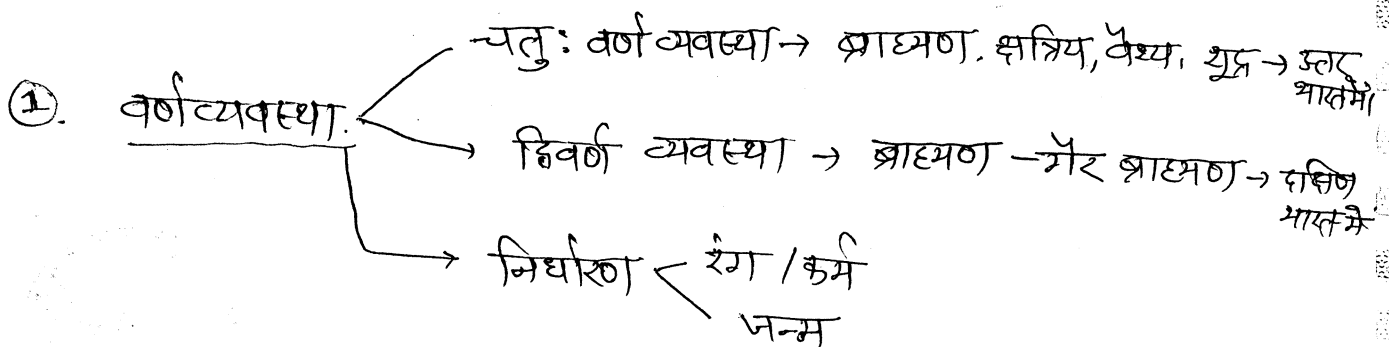 चतु: वर्ण व्यवस्था → ब्राह्मण, क्षत्रिय, वैश्य, शूद्र → उत्तर
भारत में।
①. वर्णव्यवस्था.
द्विवर्ण व्यवस्था → ब्राह्मण – गैर ब्राह्मण → दक्षिण
भारत में
निर्धारण < रंग / कर्म
जन्म